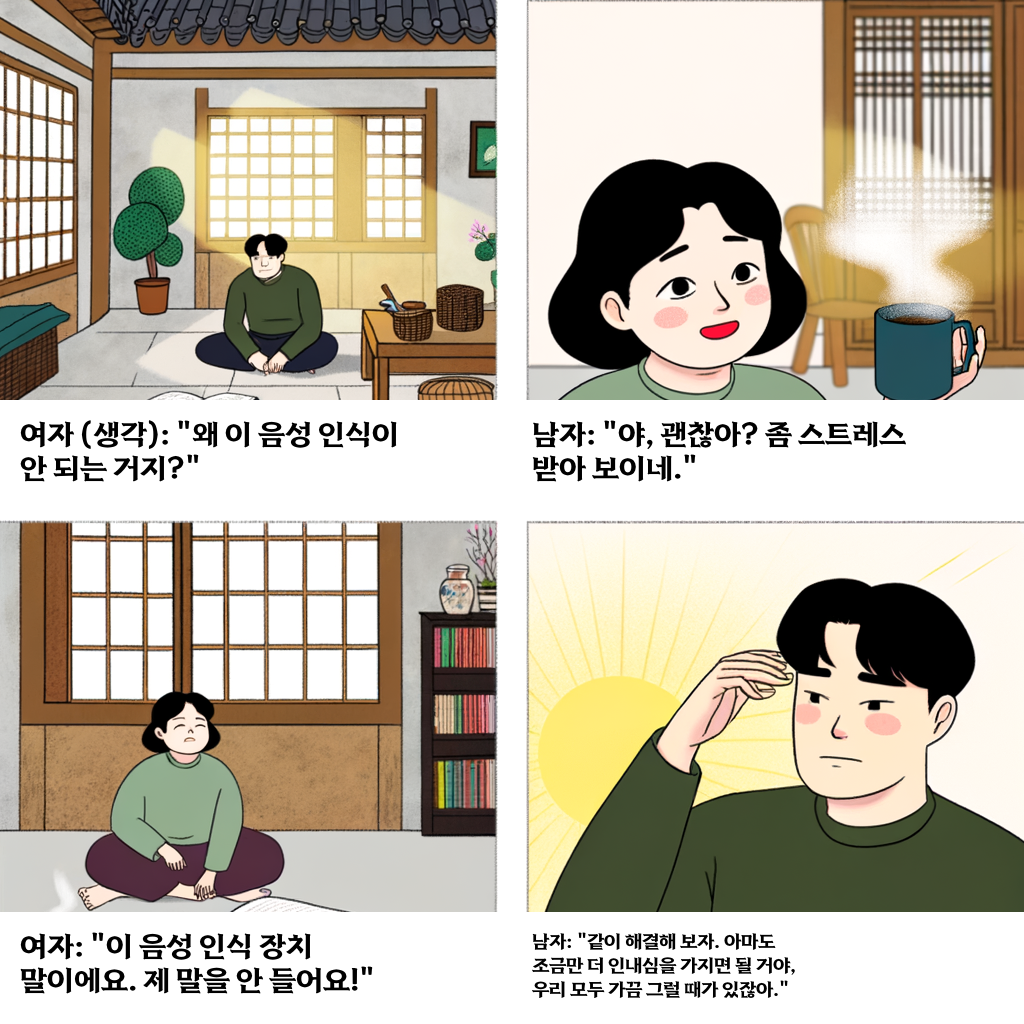 여자 (생각): "왜 이 음성 인식이
안 되는 거지?"
남자: "야, 괜찮아? 좀 스트레스
받아 보이네."
여자: "이 음성 인식 장치
말이에요. 제 말을 안 들어요!"
남자: "같이 해결해 보자. 아마도
조금만 더 인내심을 가지면 될 거야,
우리 모두 가끔 그럴 때가 있잖아."